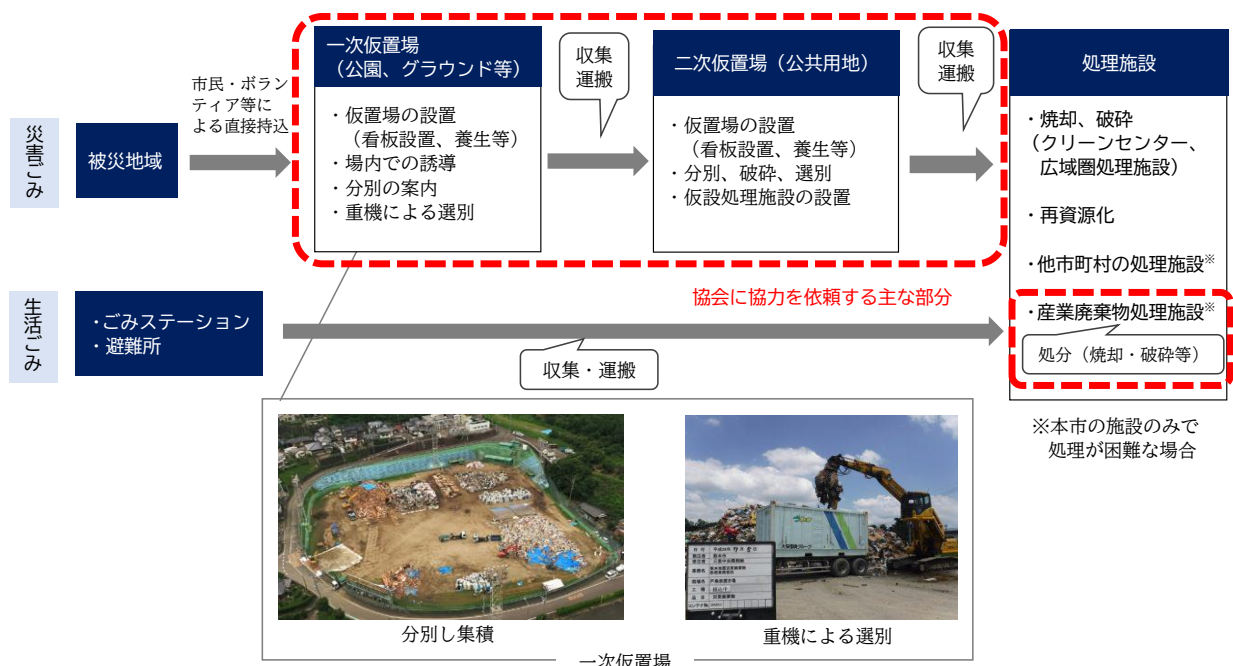 一次仮置場
（公園、グラウンド等）
・仮置場の設置
（看板設置、養生等）
・場内での誘導
・分別の案内
・重機による選別
収集
運搬
二次仮置場（公共用地）
・仮置場の設置
（看板設置、養生等）
・分別、破砕、選別
・仮設処理施設の設置
収集
運搬
処理施設
・焼却、破砕
（クリーンセンター、
広域圏処理施設）
・再資源化
・他市町村の処理施設※
・産業廃棄物処理施設※
処分（焼却・破砕等）
※本市の施設のみで
処理が困難な場合
災害ごみ
被災地域
市民・ボラン
ティア等に
よる直接持込
協会に協力を依頼する主な部分
生活ごみ
・ごみステーション
・避難所
収集・運搬
分別し集積
重機による選別
一次仮置場